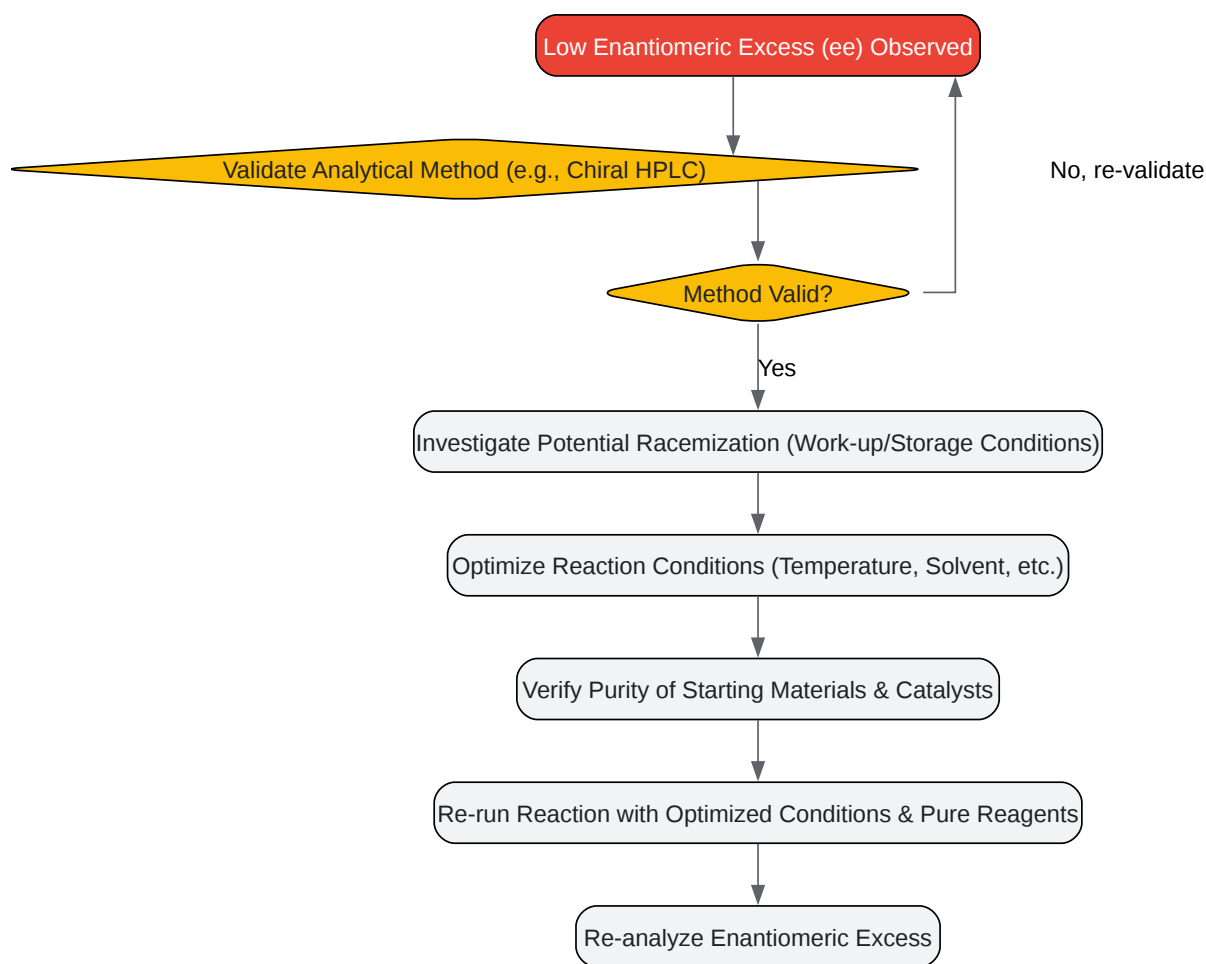 Low Enantiomeric Excess (ee) Observed
Validate Analytical Method (e.g., Chiral HPLC)
No, re-validate
Method Valid?
Yes
Investigate Potential Racemization (Work-up/Storage Conditions)
Optimize Reaction Conditions (Temperature, Solvent, etc.)
Verify Purity of Starting Materials & Catalysts
Re-run Reaction with Optimized Conditions & Pure Reagents
Re-analyze Enantiomeric Excess